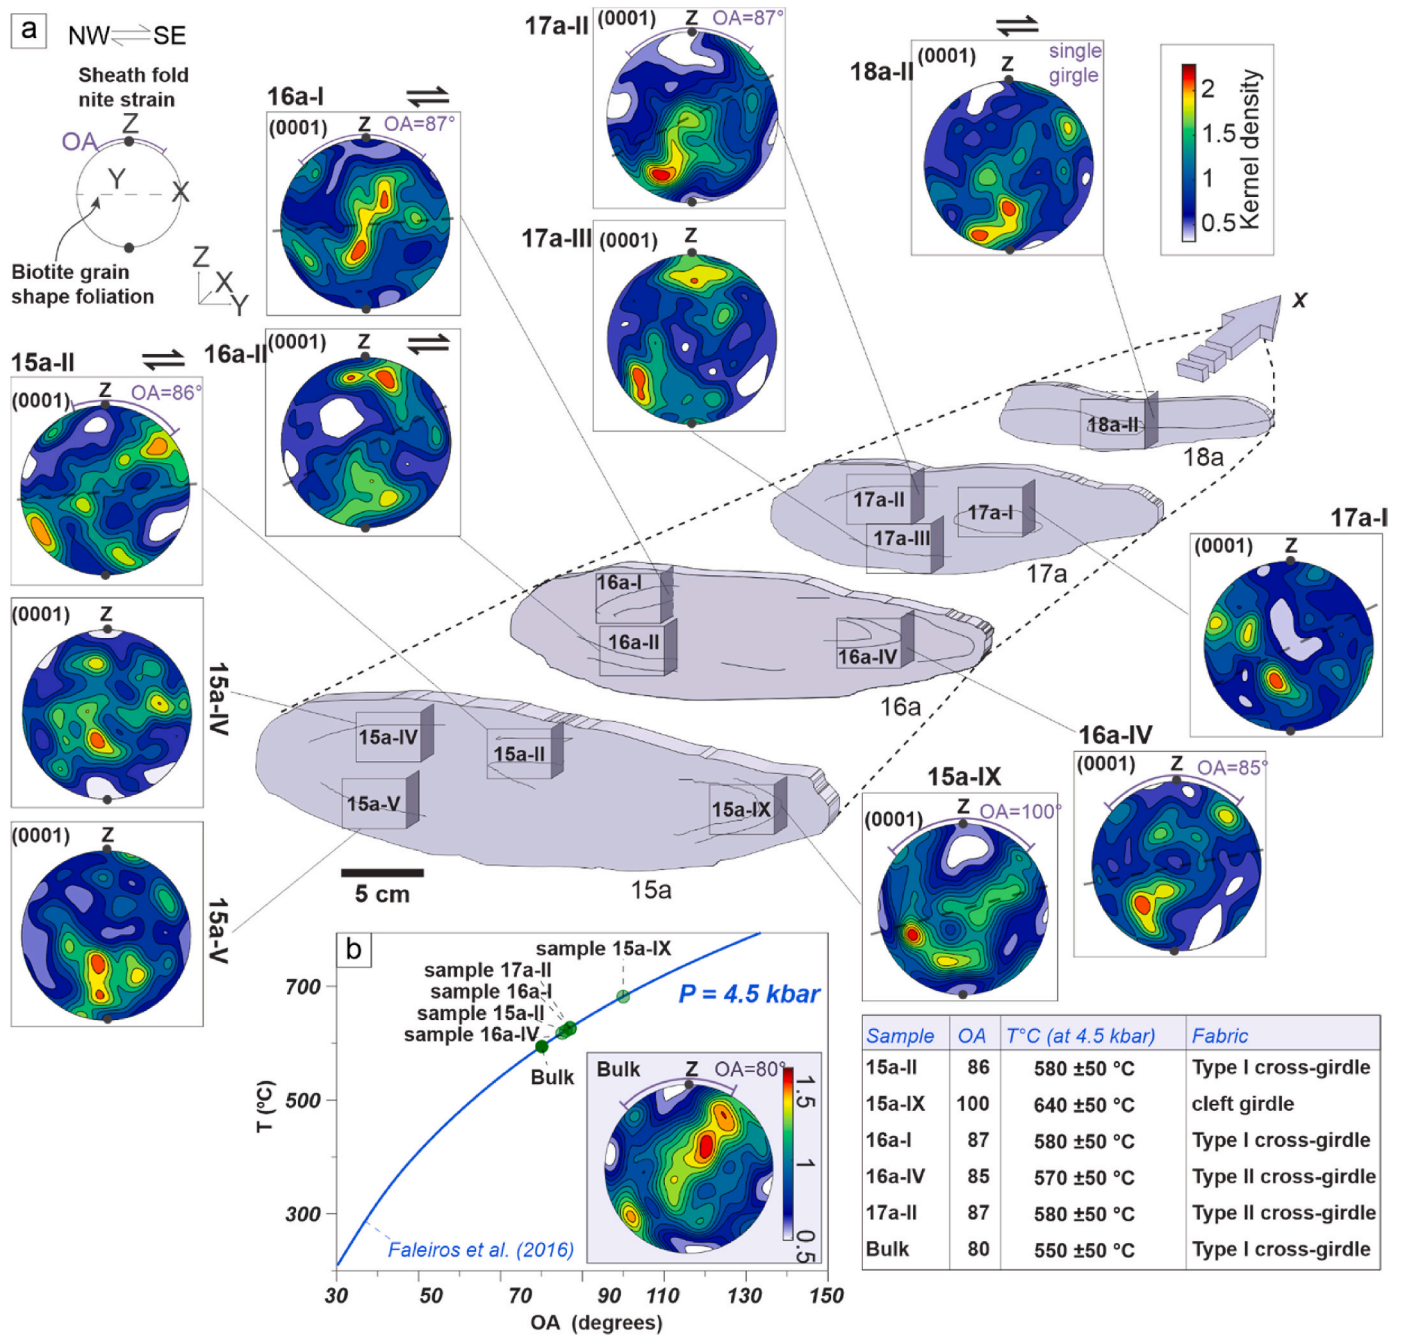 a
NW SE
Sheath fold
nite strain
OA
Z
Y
X
Biotite grain
shape foliation
Z
X
Y
16a-I
(0001)
Z
OA=87°
17a-II
(0001)
Z
OA=87°
18a-II
(0001)
Z
single
girgle
2
1.5
1
0.5
Kernel density
17a-III
(0001)
Z
15a-II
(0001)
Z
OA=86°
16a-II
(0001)
Z
X
18a-II
18a
17a-II
17a-I
17a-III
17a
16a-I
16a-II
16a-IV
16a
15a-IV
15a-II
15a-V
15a-IX
15a
5 cm
(0001)
Z
15a-IV
(0001)
Z
15a-V
17a-I
(0001)
Z
16a-IV
(0001)
Z
OA=85°
15a-IX
(0001)
Z
OA=100°
b
sample 15a-IX
sample 17a-II
sample 16a-I
sample 15a-II
sample 16a-IV
Bulk
P = 4.5 kbar
Bulk
Z
OA=80°
1.5
1
0.5
Faleiros et al. (2016)
T (ºC)
700
500
300
30 50 70 90 110 130 150
OA (degrees)
Sample OA T°C (at 4.5 kbar) Fabric
15a-II 86 580 ±50 °C Type I cross-girdle
15a-IX 100 640 ±50 °C cleft girdle
16a-I 87 580 ±50 °C Type I cross-girdle
16a-IV 85 570 ±50 °C Type II cross-girdle
17a-II 87 580 ±50 °C Type II cross-girdle
Bulk 80 550 ±50 °C Type I cross-girdle